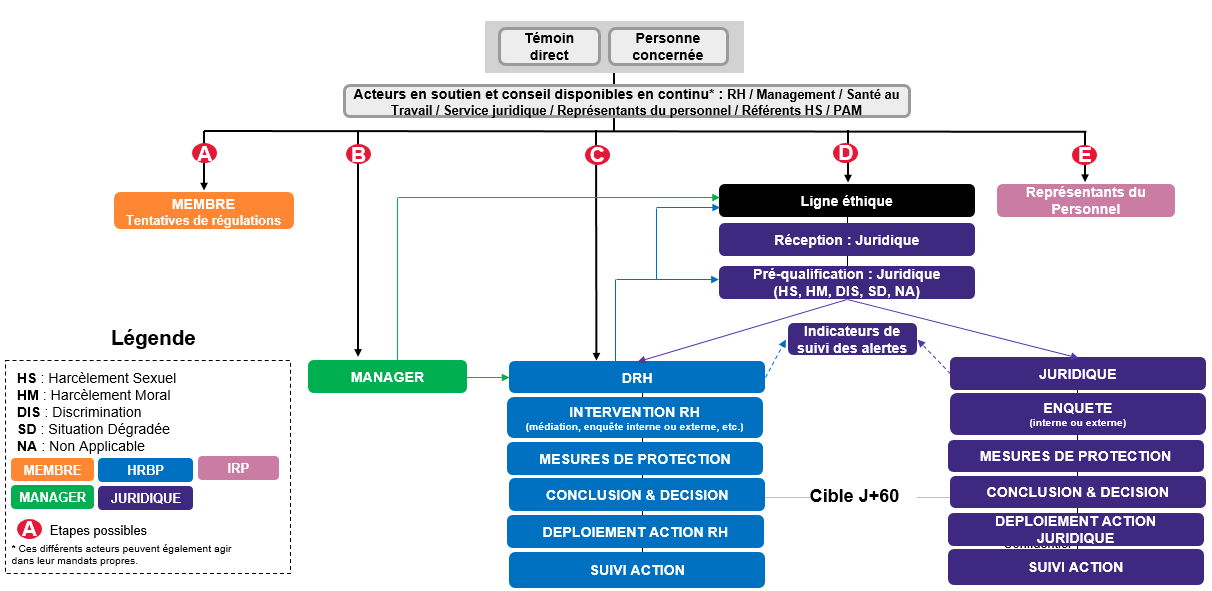 Témoin
direct
Personne
concernée
Acteurs en soutien et conseil disponibles en continu* : RH / Management / Santé au
Travail / Service juridique / Représentants du personnel / Référents HS / PAM
A
B
C
D
E
MEMBRE
Tentatives de régulations
Ligne éthique
Représentants du
Personnel
Réception : Juridique
Pré-qualification : Juridique
(HS, HM, DIS, SD, NA)
Indicateurs de
suivi des alertes
MANAGER
DRH
INTERVENTION RH
(médiation, enquête interne ou externe, etc.)
MESURES DE PROTECTION
CONCLUSION & DECISION
DEPLOIEMENT ACTION RH
SUIVI ACTION
Cible J+60
JURIDIQUE
ENQUETE
(interne ou externe)
MESURES DE PROTECTION
CONCLUSION & DECISION
DEPLOIEMENT ACTION
JURIDIQUE
SUIVI ACTION
Légende
HS : Harcèlement Sexuel
HM : Harcèlement Moral
DIS : Discrimination
SD : Situation Dégradée
NA : Non Applicable
MEMBRE
HRBP
IRP
MANAGER
JURIDIQUE
A Etapes possibles
* Ces différents acteurs peuvent également agir
dans leur mandats propres.